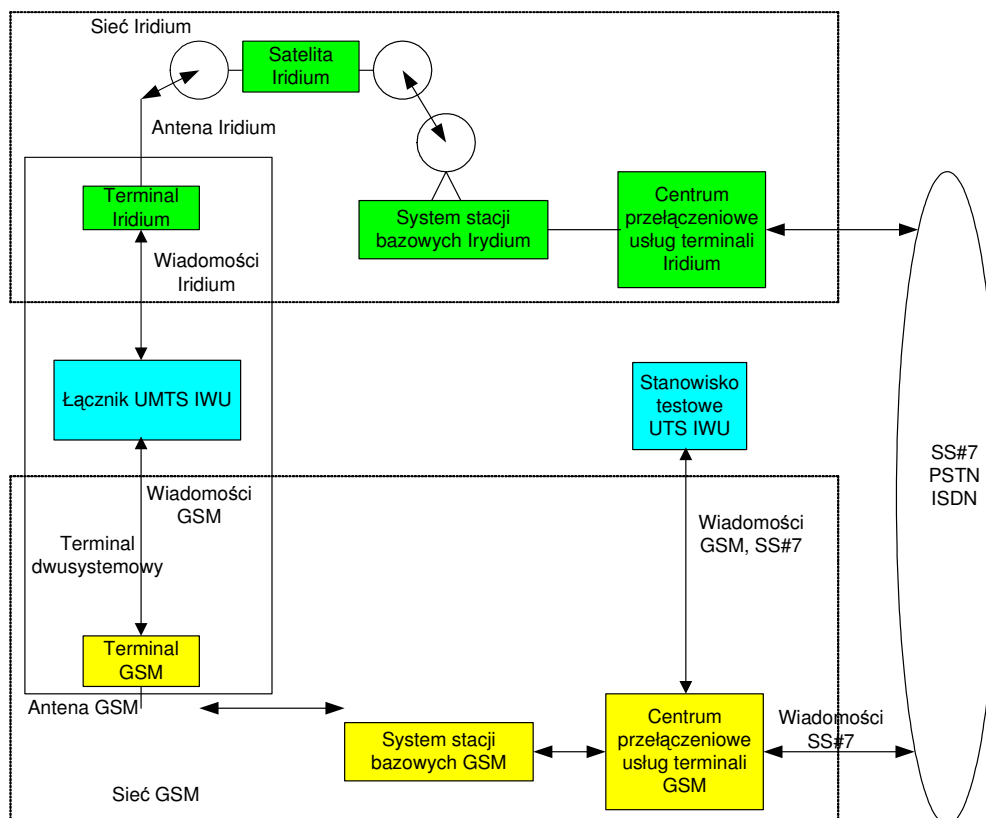 Sieć Iridium
Satelita
Iridium
Antena Iridium
Terminal
Iridium
System stacji
bazowych Irydium
Centrum
przełączeniowe
usług terminali
Iridium
Wiadomości
Iridium
Łącznik UMTS IWU
Stanowisko
testowe
UTS IWU
SS#7
PSTN
ISDN
Wiadomości
GSM
Wiadomości
GSM, SS#7
Terminal
dwusystemowy
Terminal
GSM
Antena GSM
System stacji
bazowych GSM
Centrum
przełączeniowe
usług terminali
GSM
Wiadomości
SS#7
Sieć GSM